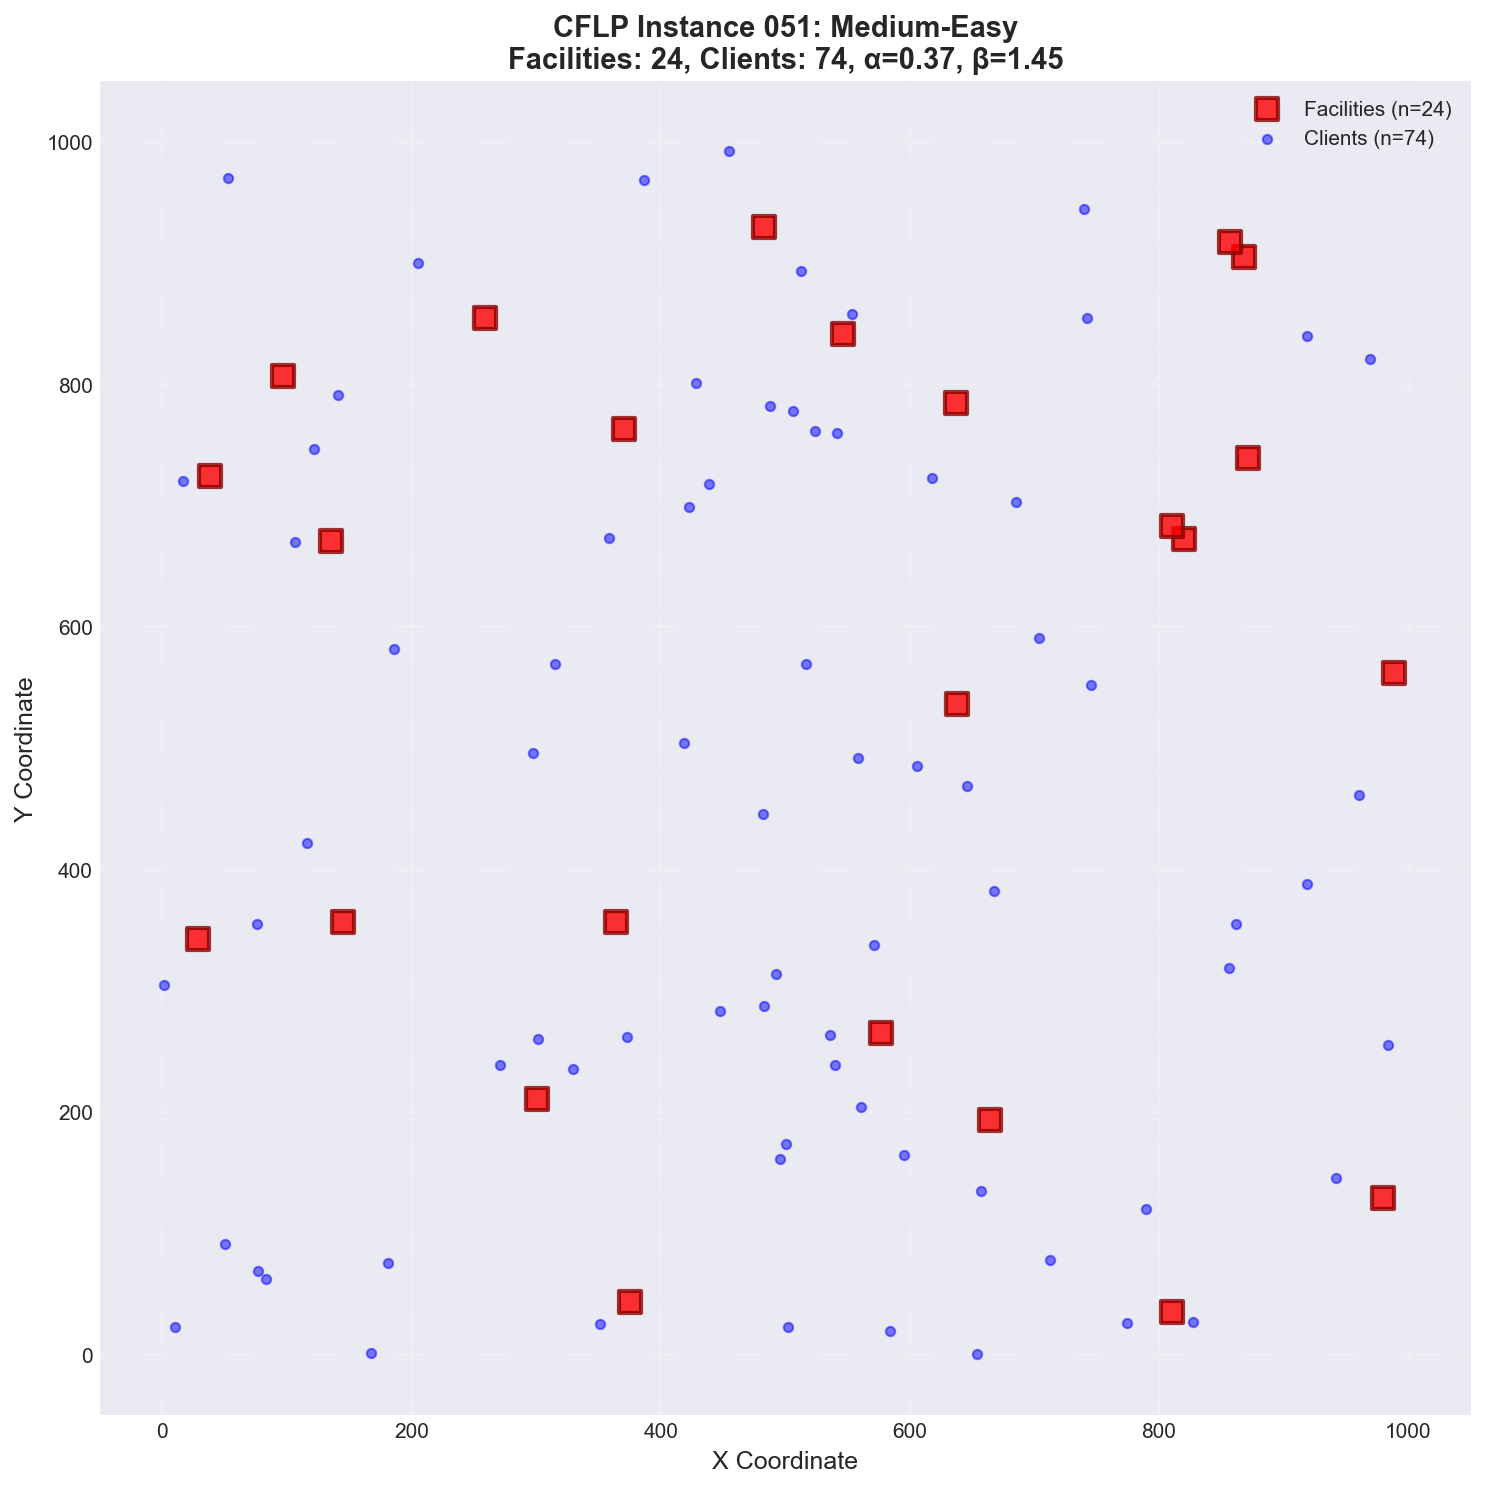 CFLP Instance 051: Medium-Easy
Facilities: 24, Clients: 74, α=0.37, β=1.45
Facilities (n=24)
Clients (n=74)
1000
800
600
400
200
0
Y Coordinate
0 200 400 600 800 1000
X Coordinate